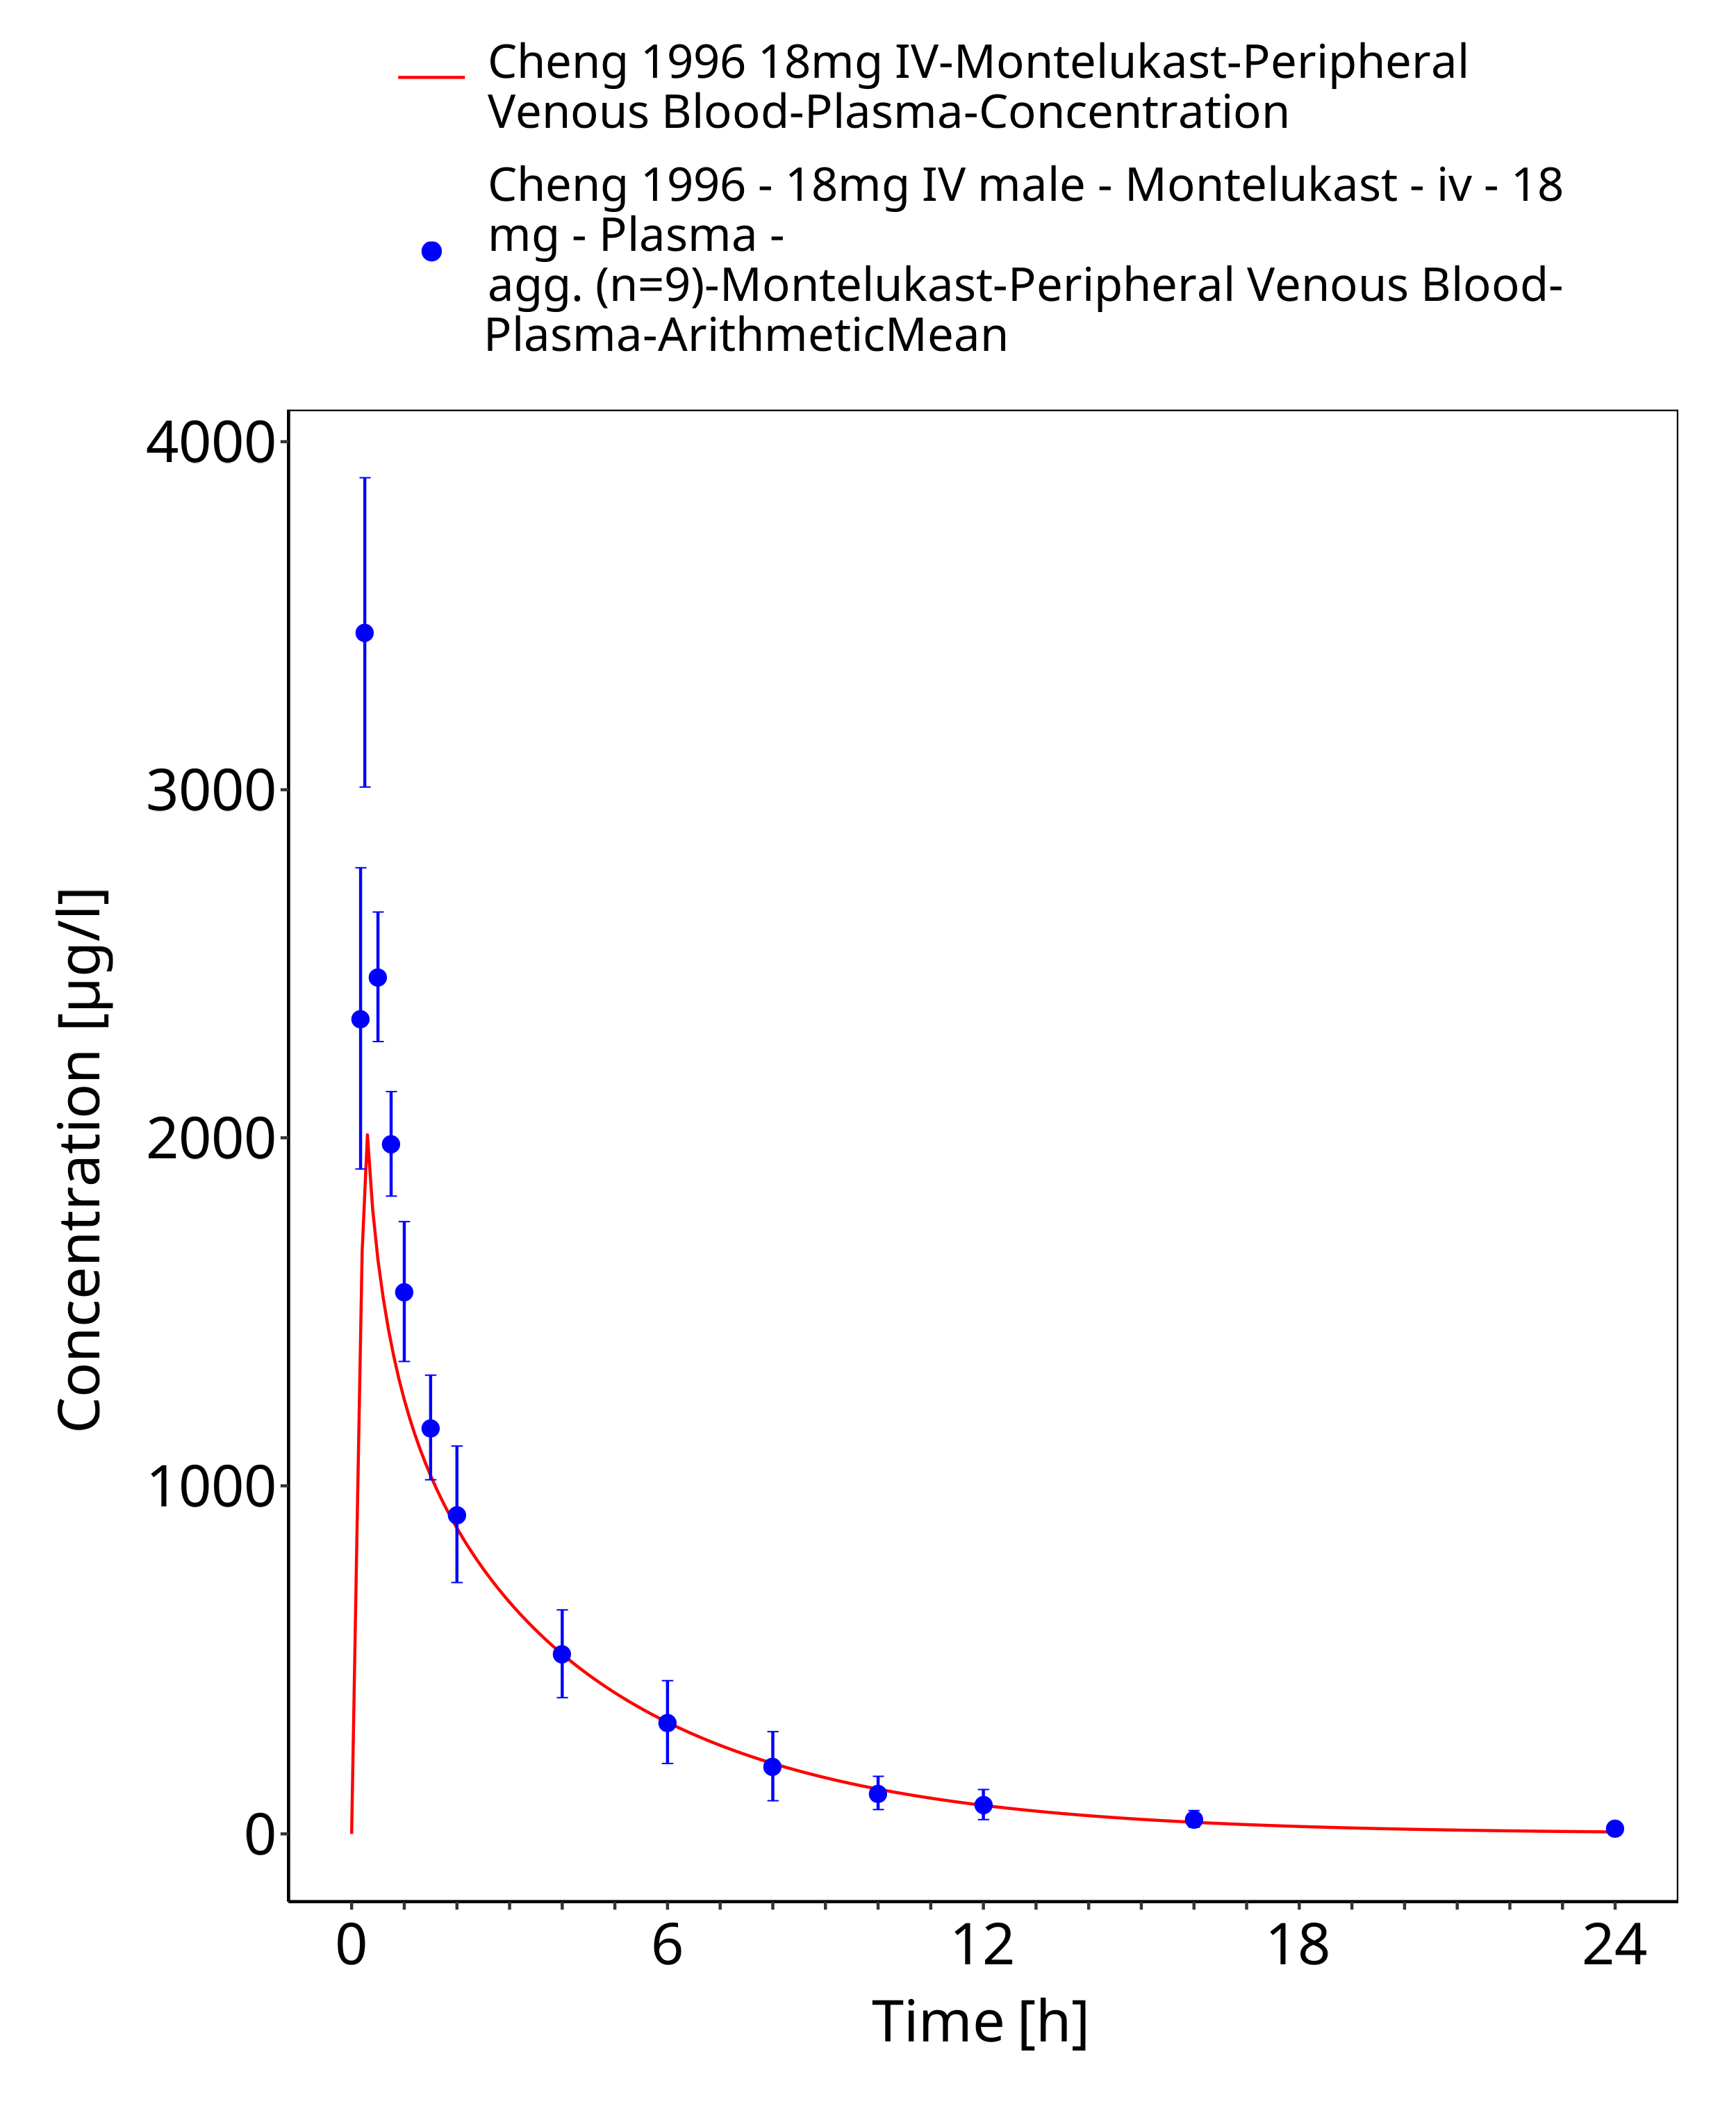 Cheng 1996 18mg IV-Montelukast-Peripheral
Venous Blood-Plasma-Concentration
Cheng 1996 - 18mg IV male - Montelukast - iv - 18
mg - Plasma -
agg. (n=9)-Montelukast-Peripheral Venous Blood-
Plasma-ArithmeticMean
4000
3000
2000
1000
0
Concentration [µg/l]
0 6 12 18 24
Time [h]